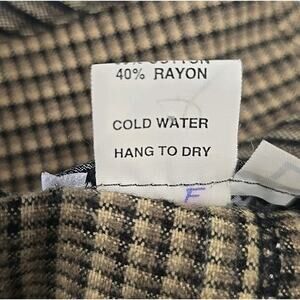 COTTON
40% RAYON
COLD WATER
HANG TO DRY
F